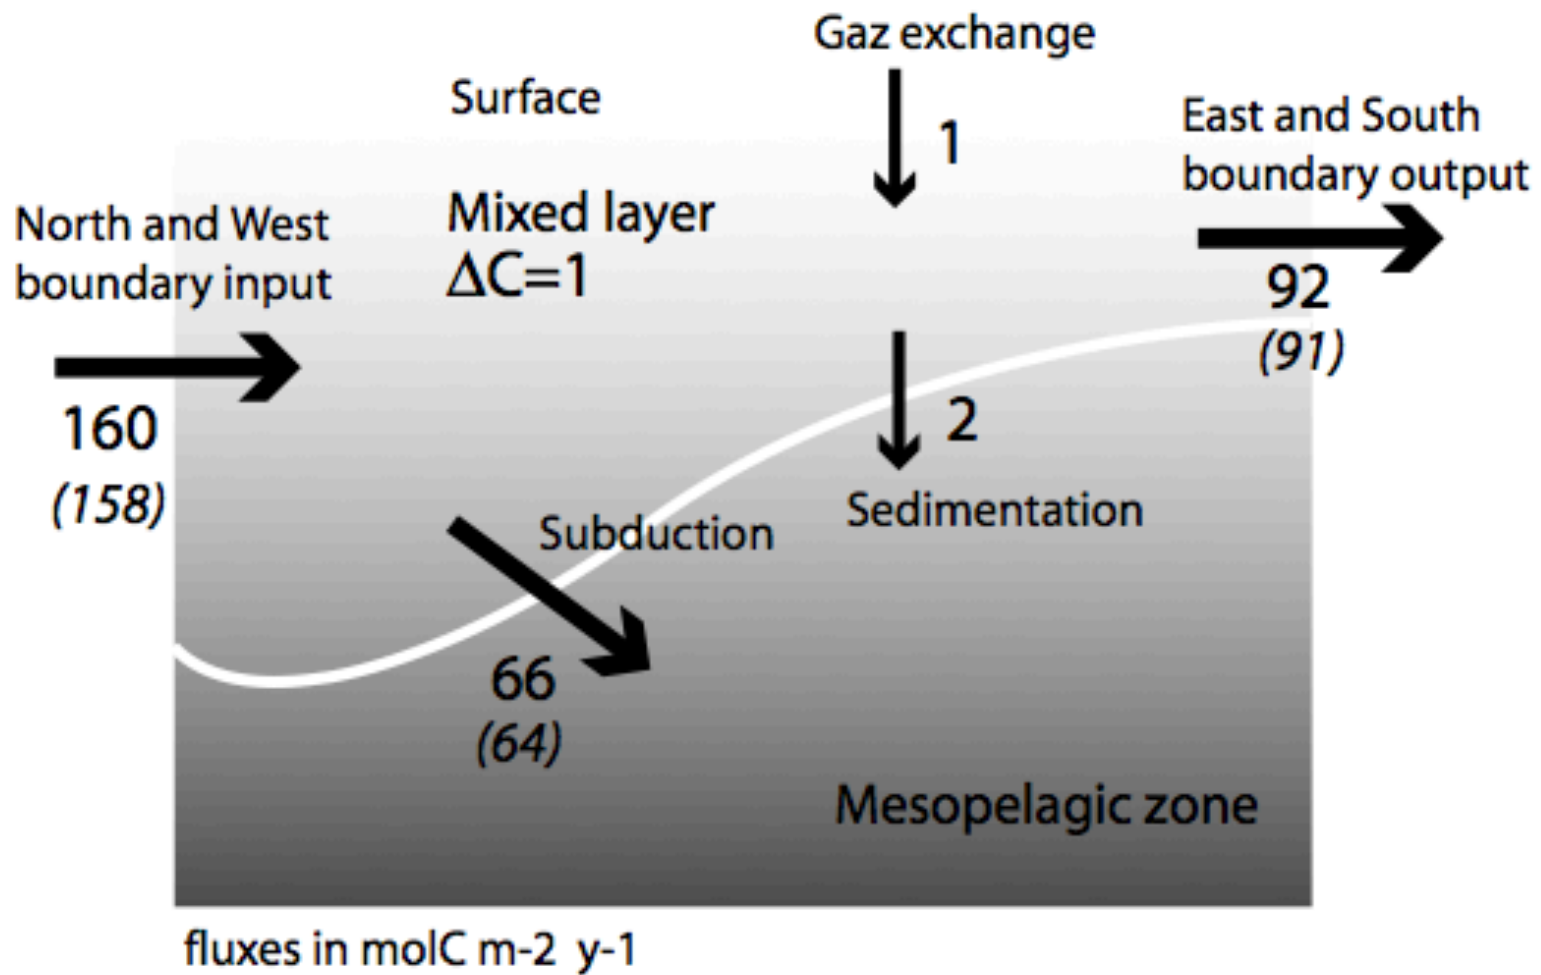 Gaz exchange
1
Surface
East and South
boundary output
92
(91)
North and West
boundary input
160
(158)
Mixed layer
ΔC=1
2
Sedimentation
Subduction
66
(64)
Mesopelagic zone
fluxes in molC m-2 y-1